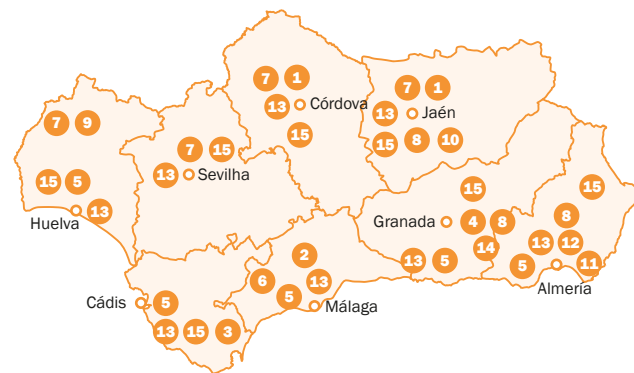 7 1
13 Córdova
15
7 1
13 Jaén
15 8 10
7 9
15 5
13
Huelva
7 15
13 Sevilha
15
Granada 4 8
14
13 5
15
8
13 12
5 11
Almería
2
6 13
5
Málaga
Cádis 5
13 15 3